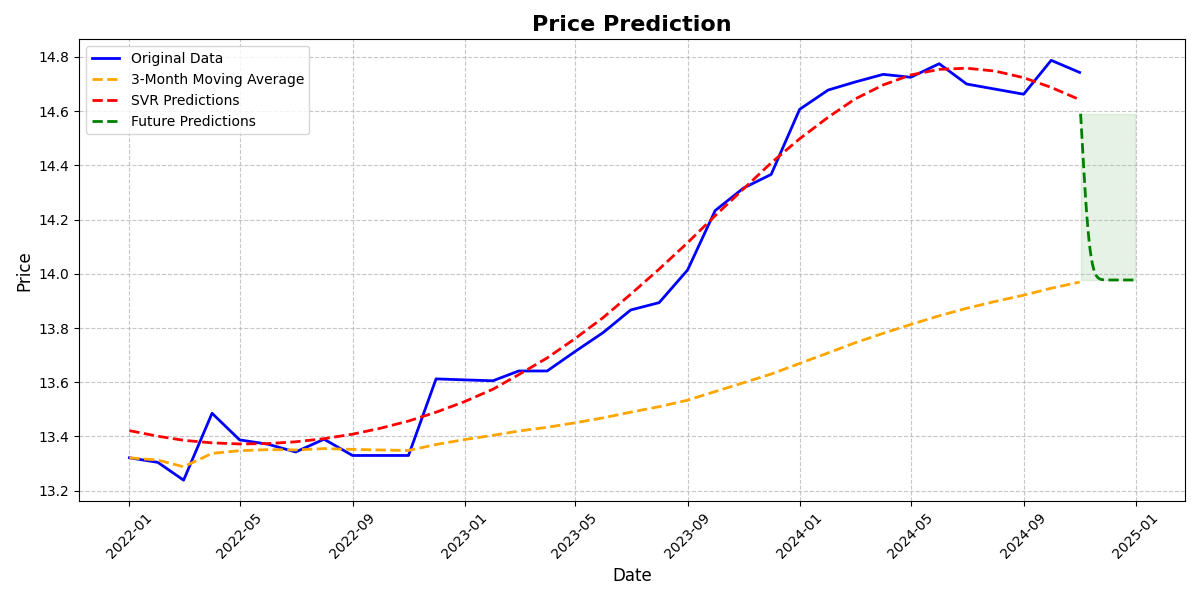 Price Prediction
Original Data
3-Month Moving Average
SVR Predictions
Future Predictions
Price
14.8
14.6
14.4
14.2
14.0
13.8
13.6
13.4
13.2
2022-01
2022-05
2022-09
2023-01
2023-05
2023-09
2024-01
2024-05
2024-09
2025-01
Date